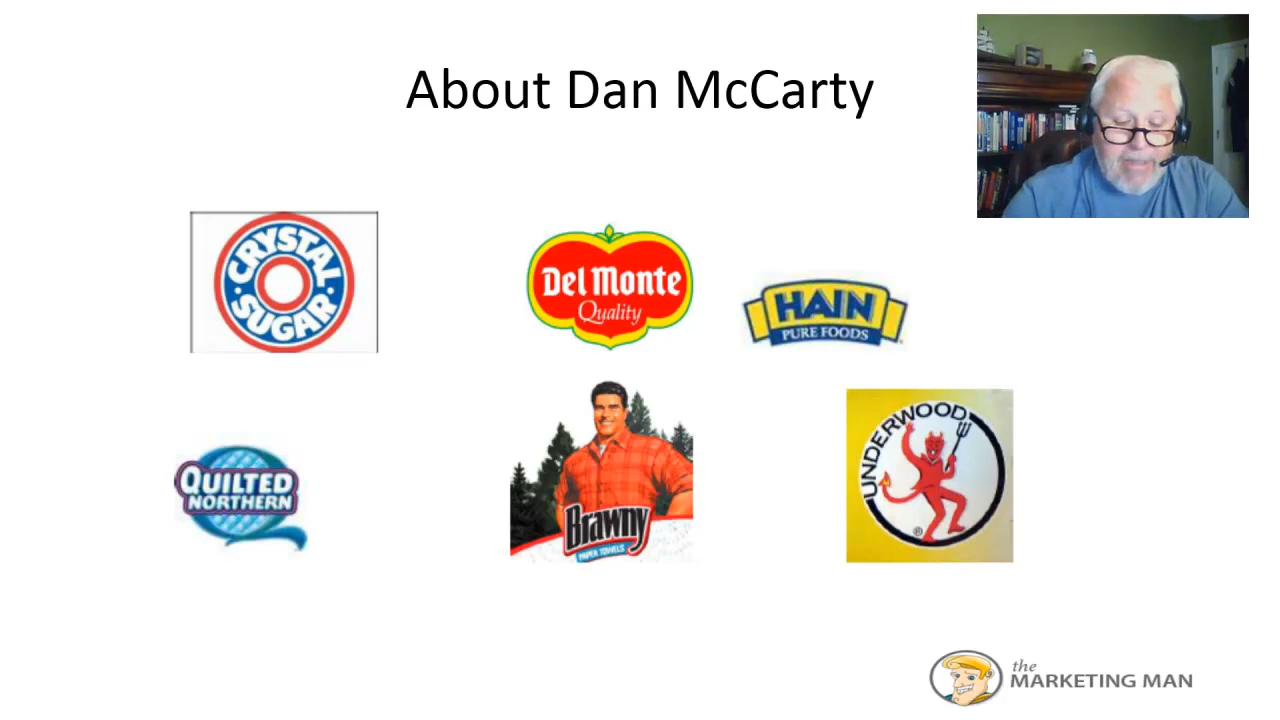 About Dan McCarty
CRYSTAL
SUGAR
Del Monte
Quality
HAIN
PURE FOODS
QUILTED
NORTHERN
Brawny
PAPER TOWELS
UNDERWOOD
®
the
MARKETING MAN